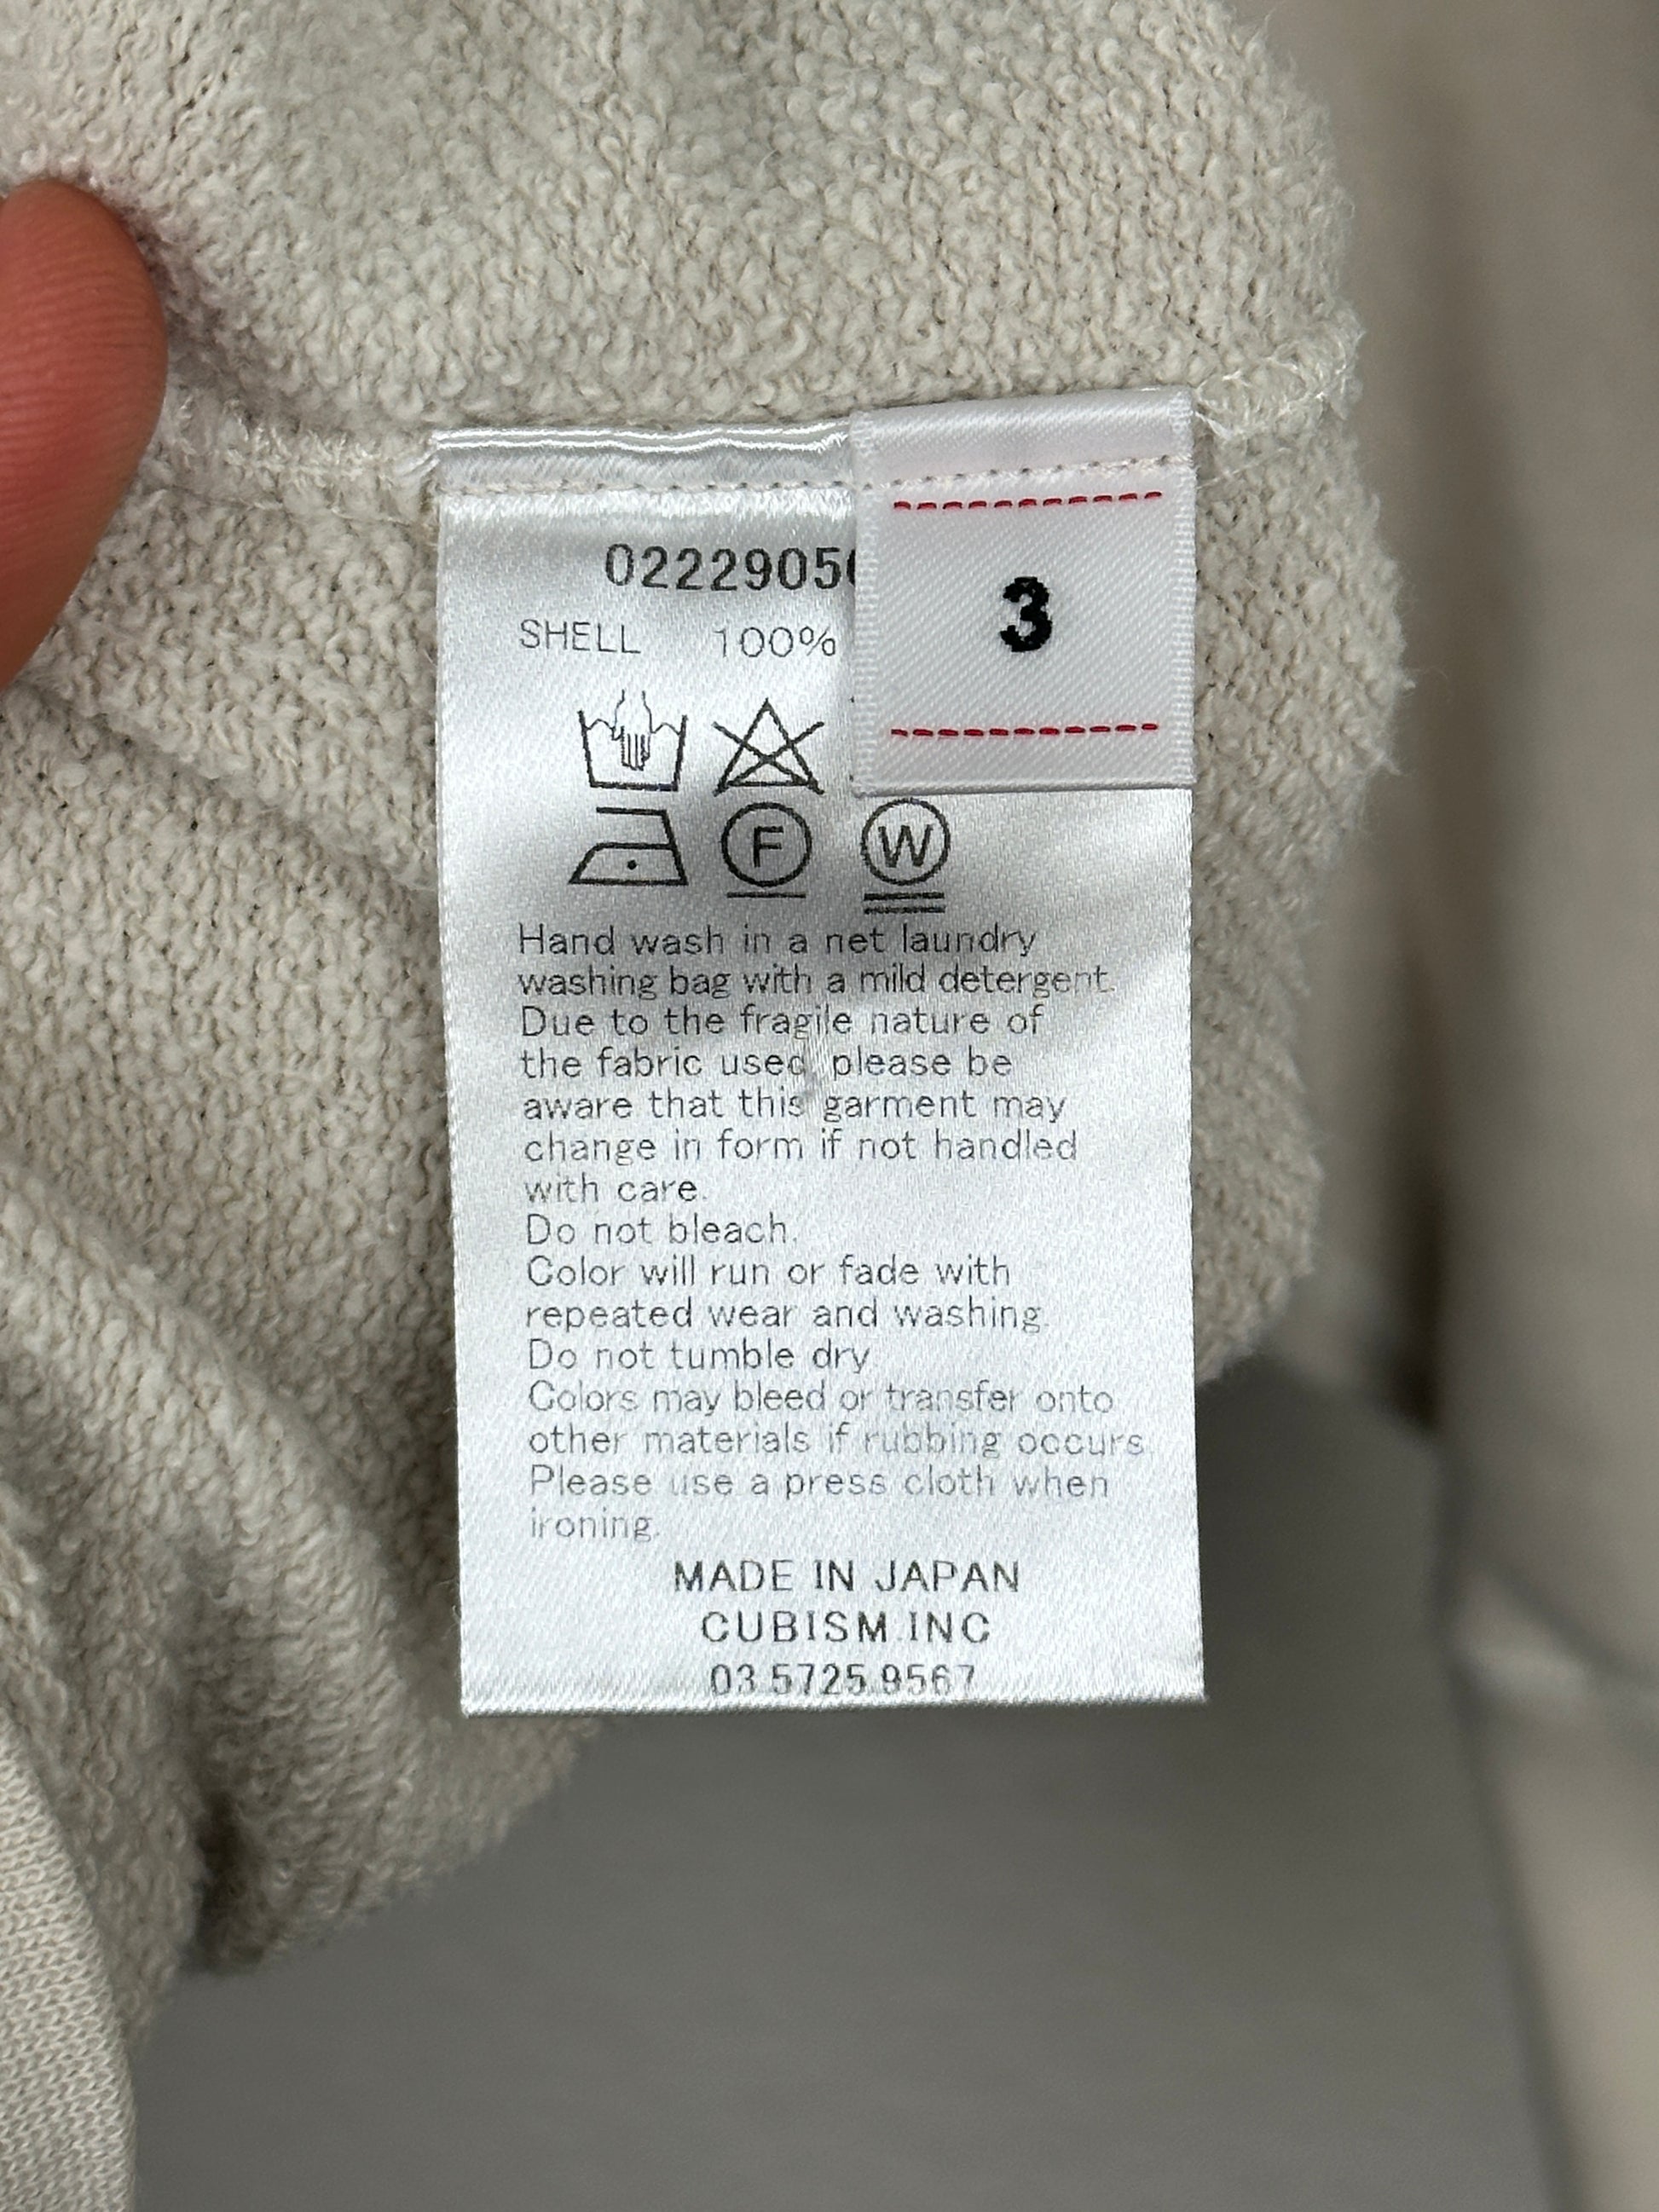 0222905
3
SHELL 100%
F
W
Hand wash in a net laundry
washing bag with a mild detergent.
Due to the fragile nature of
the fabric used, please be
aware that this garment may
change in form if not handled
with care.
Do not bleach.
Color will run or fade with
repeated wear and washing.
Do not tumble dry
Colors may bleed or transfer onto
other materials if rubbing occurs
Please use a press cloth when
ironing.
MADE IN JAPAN
CUBISM.INC
03.5725.9567